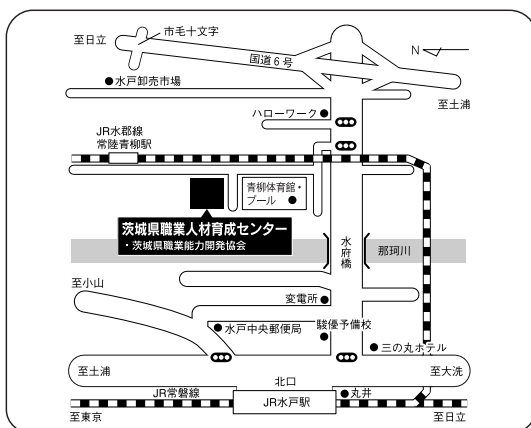 市毛十文字
至日立
国道6号
N
水戸卸売市場
至土浦
ハローワーク
JR水郡線
常陸青柳駅
青柳体育館・
プール
茨城県職業人材育成センター
・茨城県職業能力開発協会
水府橋
那珂川
至小山
変電所
水戸中央郵便局
駿優予備校
三の丸ホテル
至土浦
至大洗
北口
JR常磐線
JR水戸駅
丸井
至東京
至日立